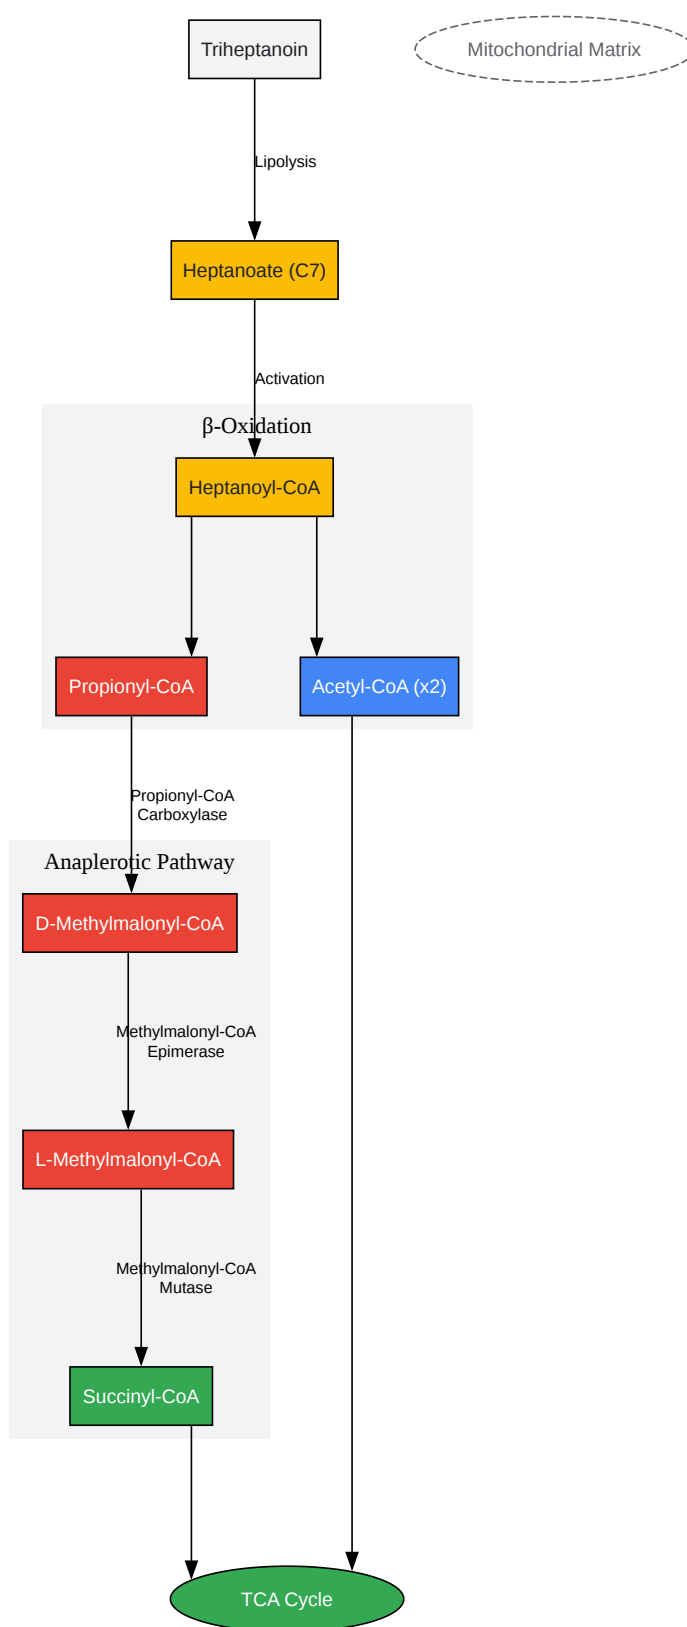 Triheptanoin
Mitochondrial Matrix
Lipolysis
Heptanoate (C7)
Activation
β-Oxidation
Heptanoyl-CoA
Propionyl-CoA
Acetyl-CoA (x2)
Propionyl-CoA
Carboxylase
Anaplerotic Pathway
D-Methylmalonyl-CoA
Methylmalonyl-CoA
Epimerase
L-Methylmalonyl-CoA
Methylmalonyl-CoA
Mutase
Succinyl-CoA
TCA Cycle